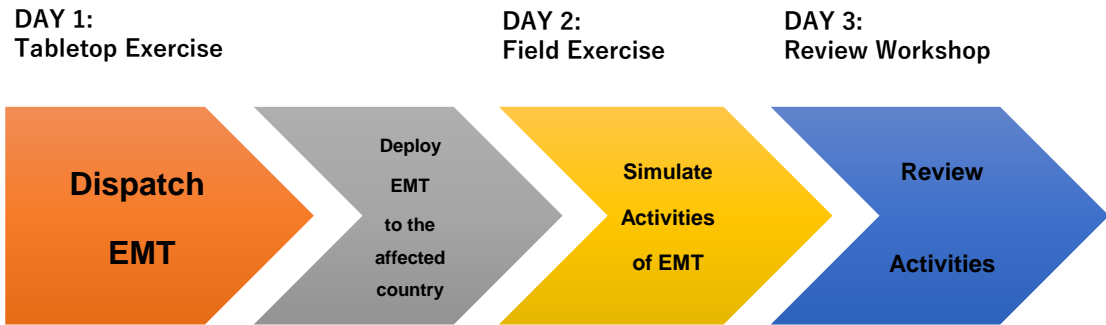 DAY 1:
Tabletop Exercise
DAY 2:
Field Exercise
DAY 3:
Review Workshop
Dispatch
EMT
Deploy
EMT
to the
affected
country
Simulate
Activities
of EMT
Review
Activities